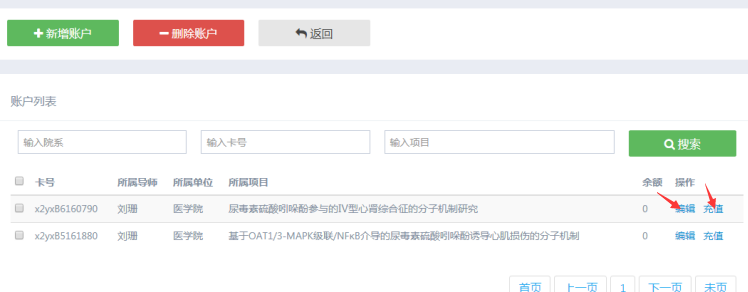 新增账户 删除账户 返回
账户列表
输入院系 输入卡号 输入项目 搜索
卡号 所属导师 所属单位 所属项目 余额 操作
x2yxB6160790 刘珊 医学院 尿毒素硫酸吲哚酚参与的IV型心肾综合征的分子机制研究 0 编辑 充值
x2yxB5161880 刘珊 医学院 基于OAT1/3-MAPK级联/NFκB介导的尿毒素硫酸吲哚酚诱导心肌损伤的分子机制 0 编辑 充值
首页 上一页 1 下一页 末页